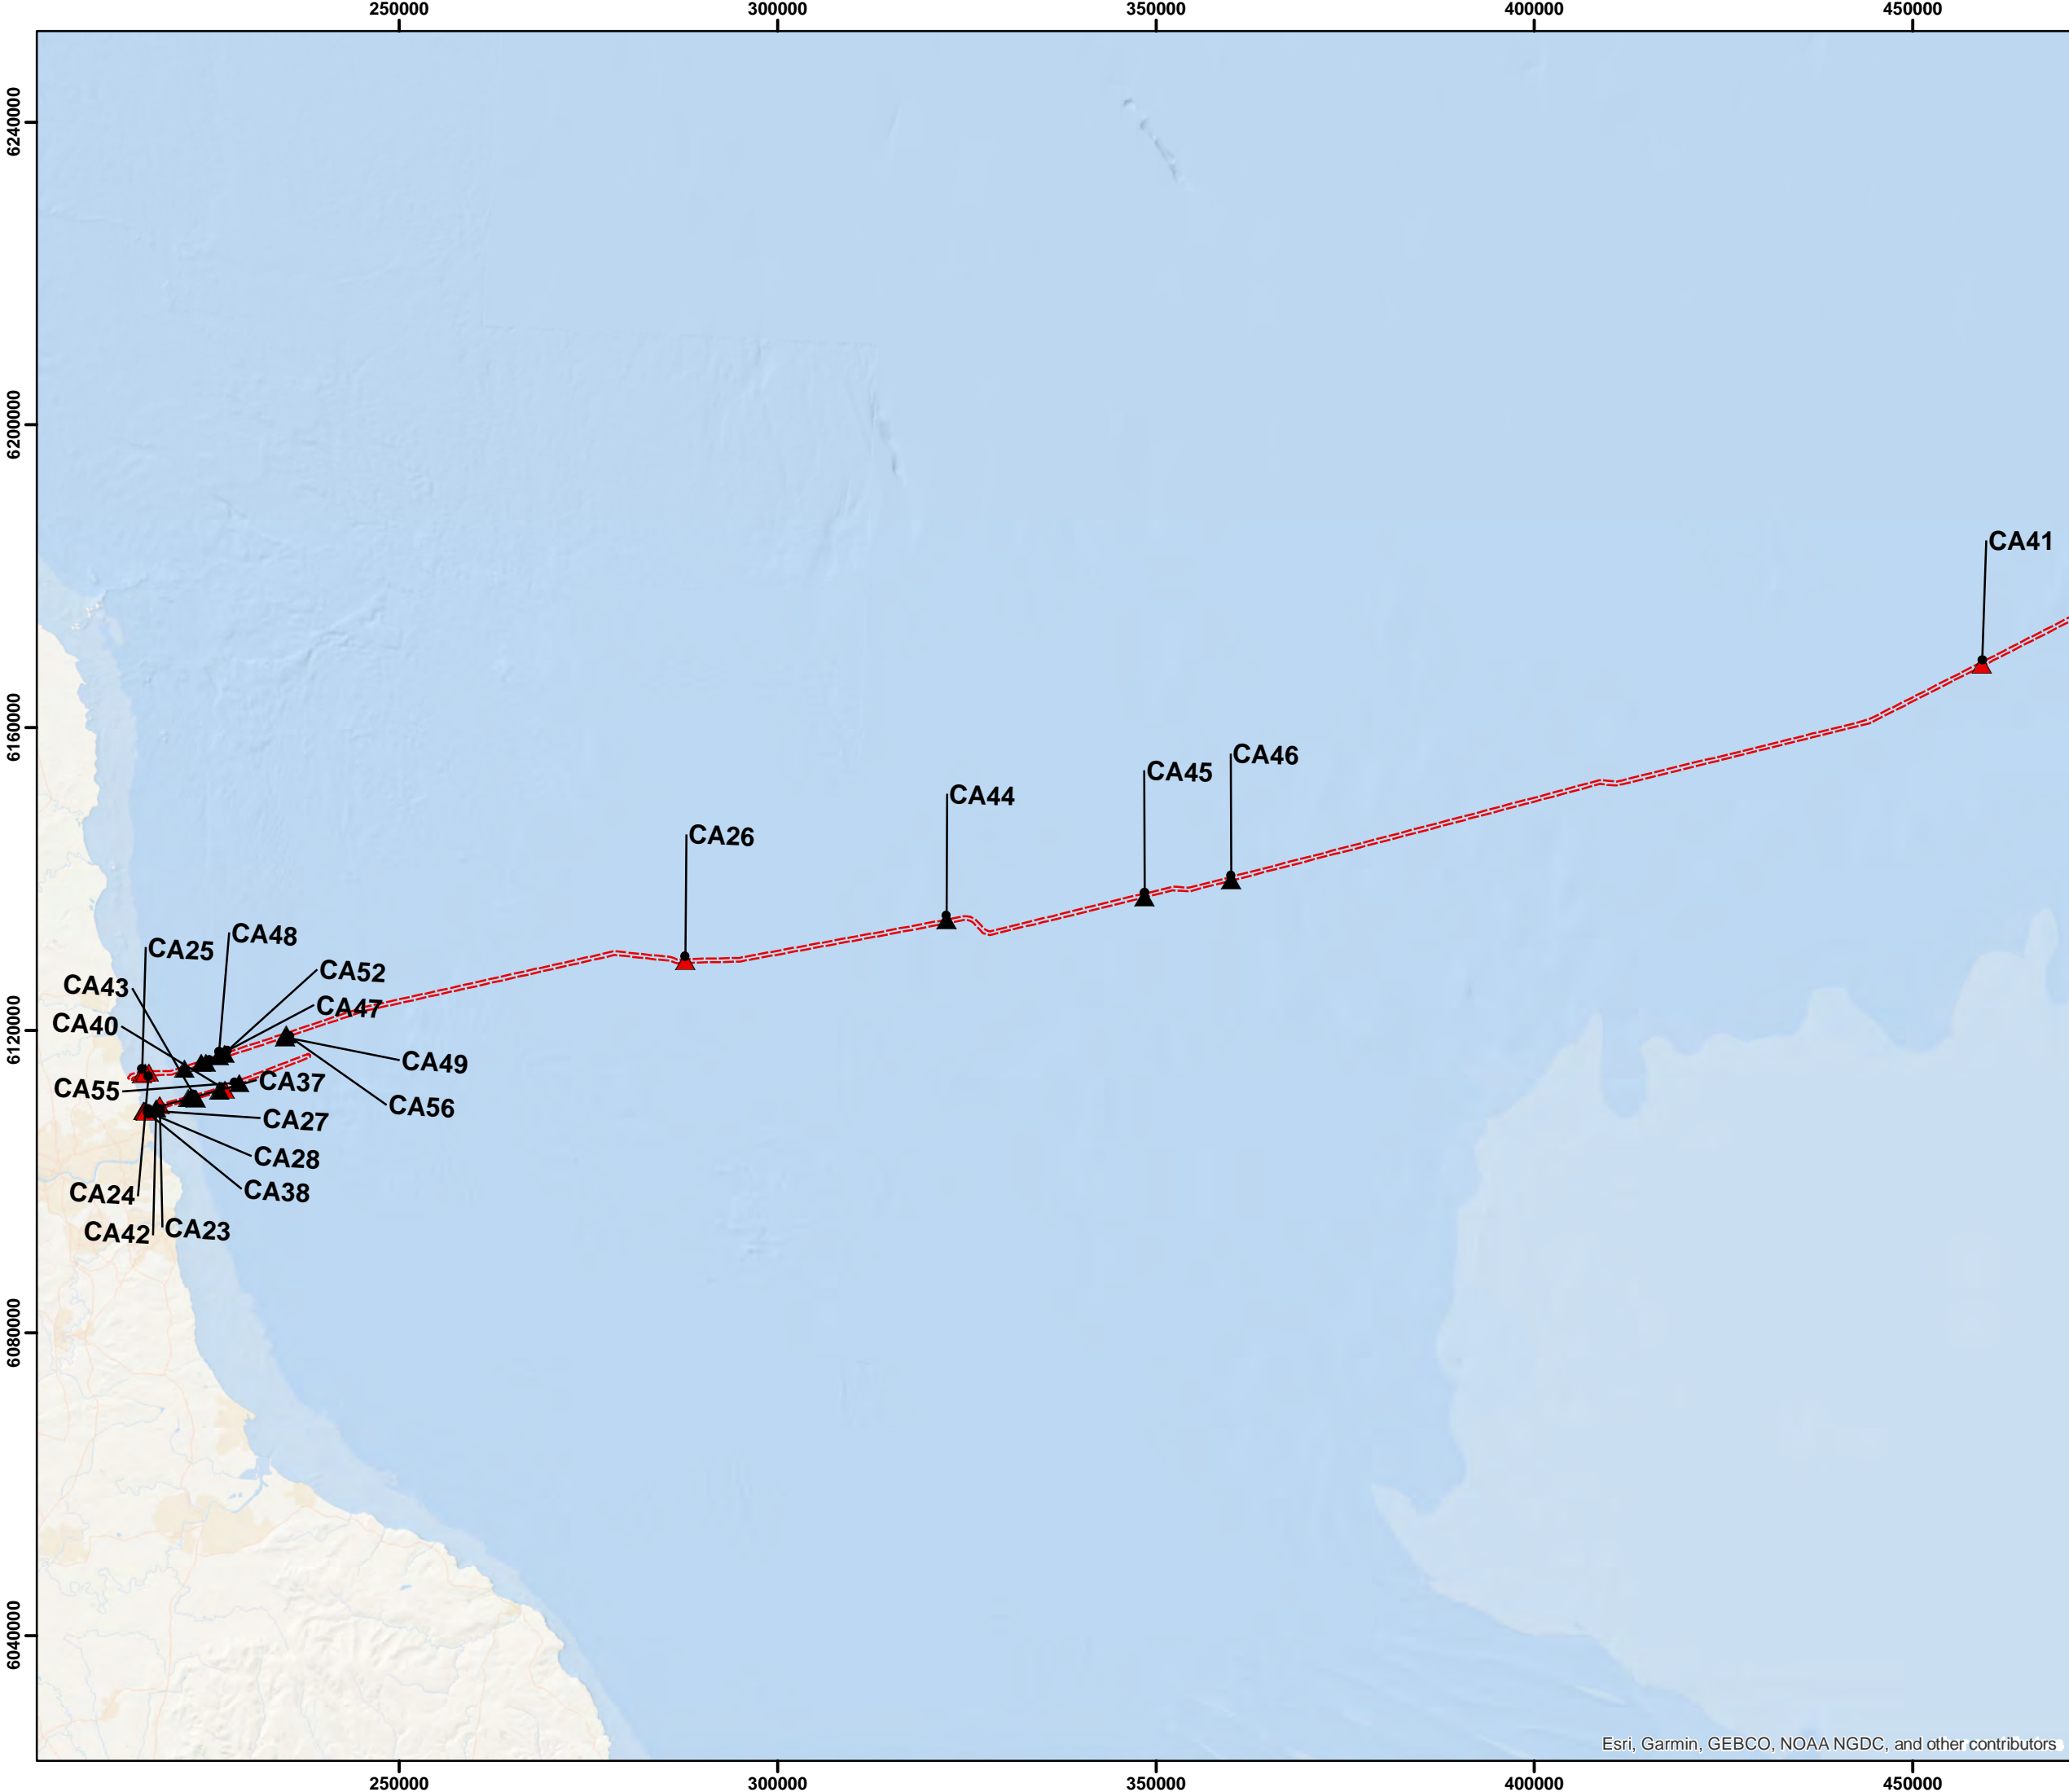 250000 300000 350000 400000 450000
6240000
6200000
6160000
6120000
6080000
6040000
CA41
CA46
CA45
CA44
CA26
CA48
CA25
CA52
CA43
CA47
CA40
CA49
CA37
CA55
CA56
CA27
CA28
CA38
CA24
CA23
CA42
Esri, Garmin, GEBCO, NOAA NGDC, and other contributors
250000 300000 350000 400000 450000